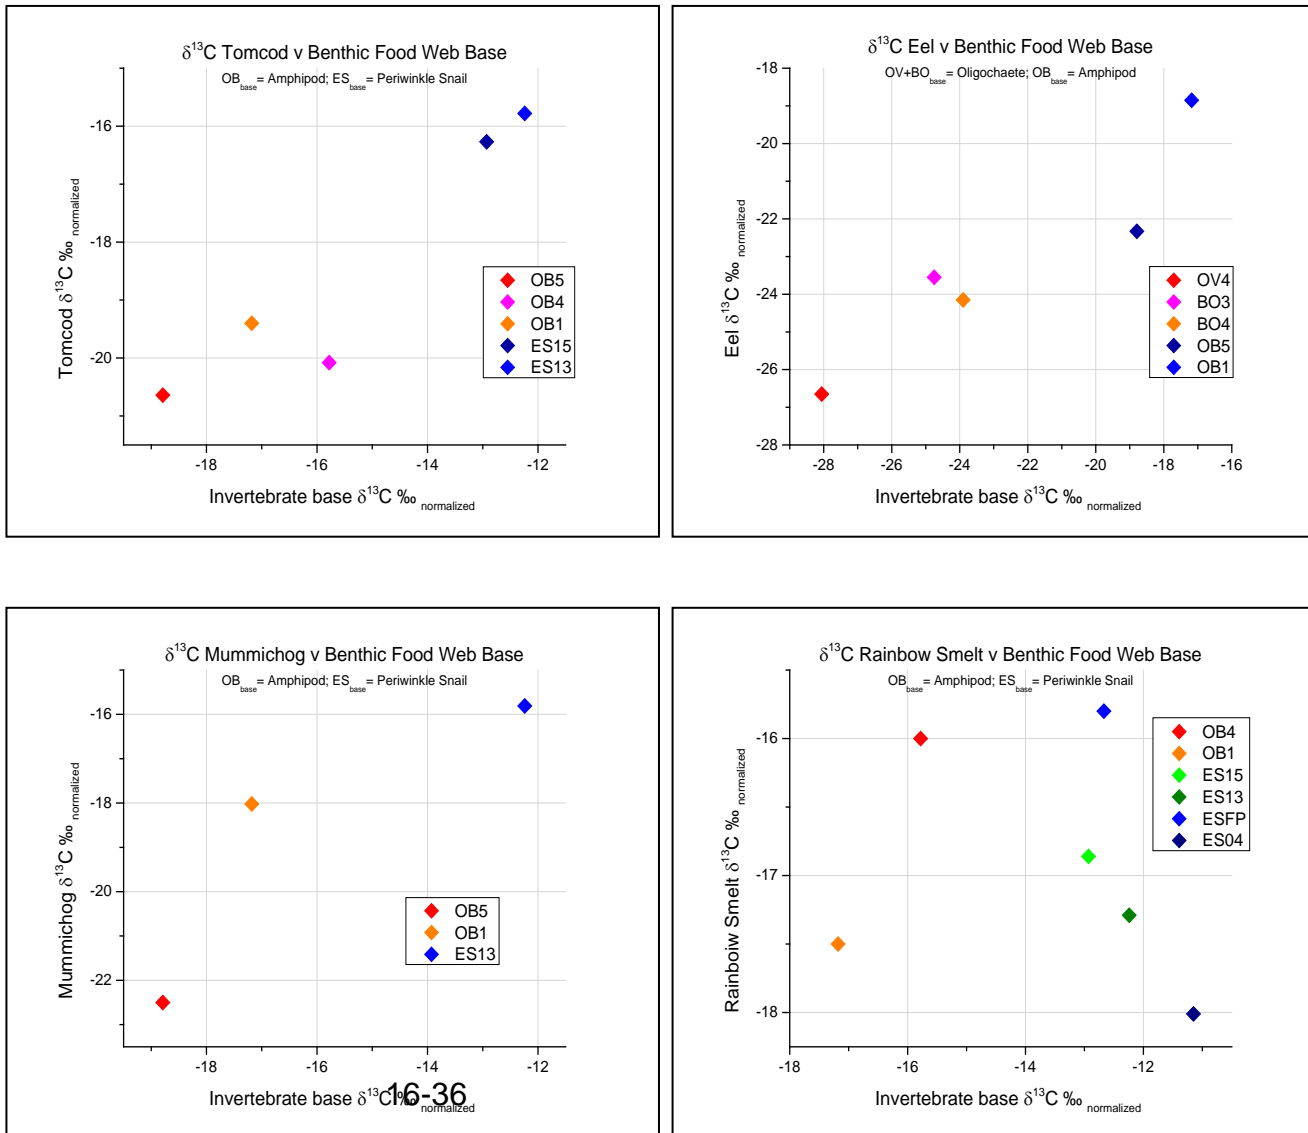 δ13C Tomcod v Benthic Food Web Base
OBbase= Amphipod; ESbase= Periwinkle Snail
-16
-18
-20
Tomcod δ13C ‰ normalized
OB5
OB4
OB1
ES15
ES13
-18 -16 -14 -12
Invertebrate base δ13C ‰ normalized
δ13C Eel v Benthic Food Web Base
OV+BObase= Oligochaete; OBbase= Amphipod
-18
-20
-22
-24
-26
-28
Eel δ13C ‰ normalized
OV4
BO3
BO4
OB5
OB1
-28 -26 -24 -22 -20 -18 -16
Invertebrate base δ13C ‰ normalized
δ13C Mummichog v Benthic Food Web Base
OBbase= Amphipod; ESbase= Periwinkle Snail
-16
-18
-20
-22
Mummichog δ13C ‰ normalized
OB5
OB1
ES13
-18 -16 -14 -12
Invertebrate base δ13C ‰ normalized
16-36
δ13C Rainbow Smelt v Benthic Food Web Base
OBbase= Amphipod; ESbase= Periwinkle Snail
-16
-17
-18
Rainboiw Smelt δ13C ‰ normalized
OB4
OB1
ES15
ES13
ESFP
ES04
-18 -16 -14 -12
Invertebrate base δ13C ‰ normalized